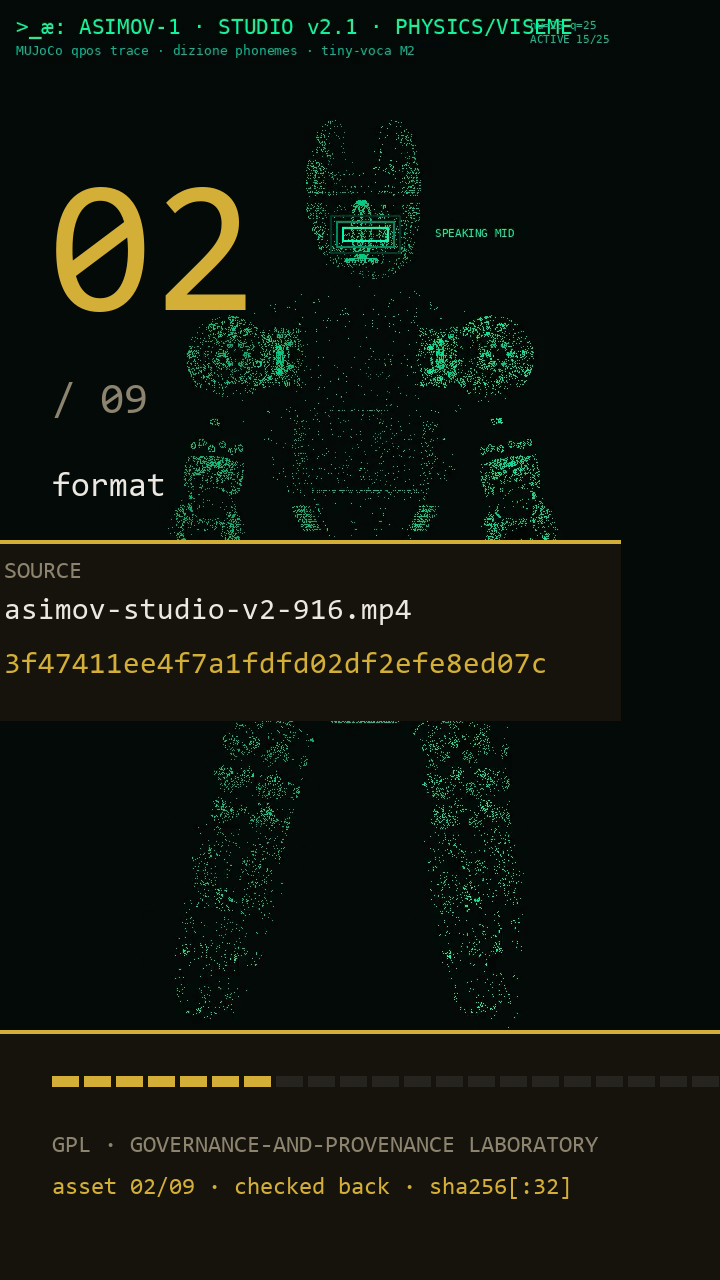 >_æ: ASIMOV-1 · STUDIO v2.1 · PHYSICS/VISEME
q=25
MUJoCo qpos trace · dizione phonemes · tiny-voca M2
ACTIVE 15/25
02
SPEAKING MID
/ 09
format
SOURCE
asimov-studio-v2-916.mp4
3f47411ee4f7a1fdfd02df2efe8ed07c
GPL · GOVERNANCE-AND-PROVENANCE LABORATORY
asset 02/09 · checked back · sha256[:32]